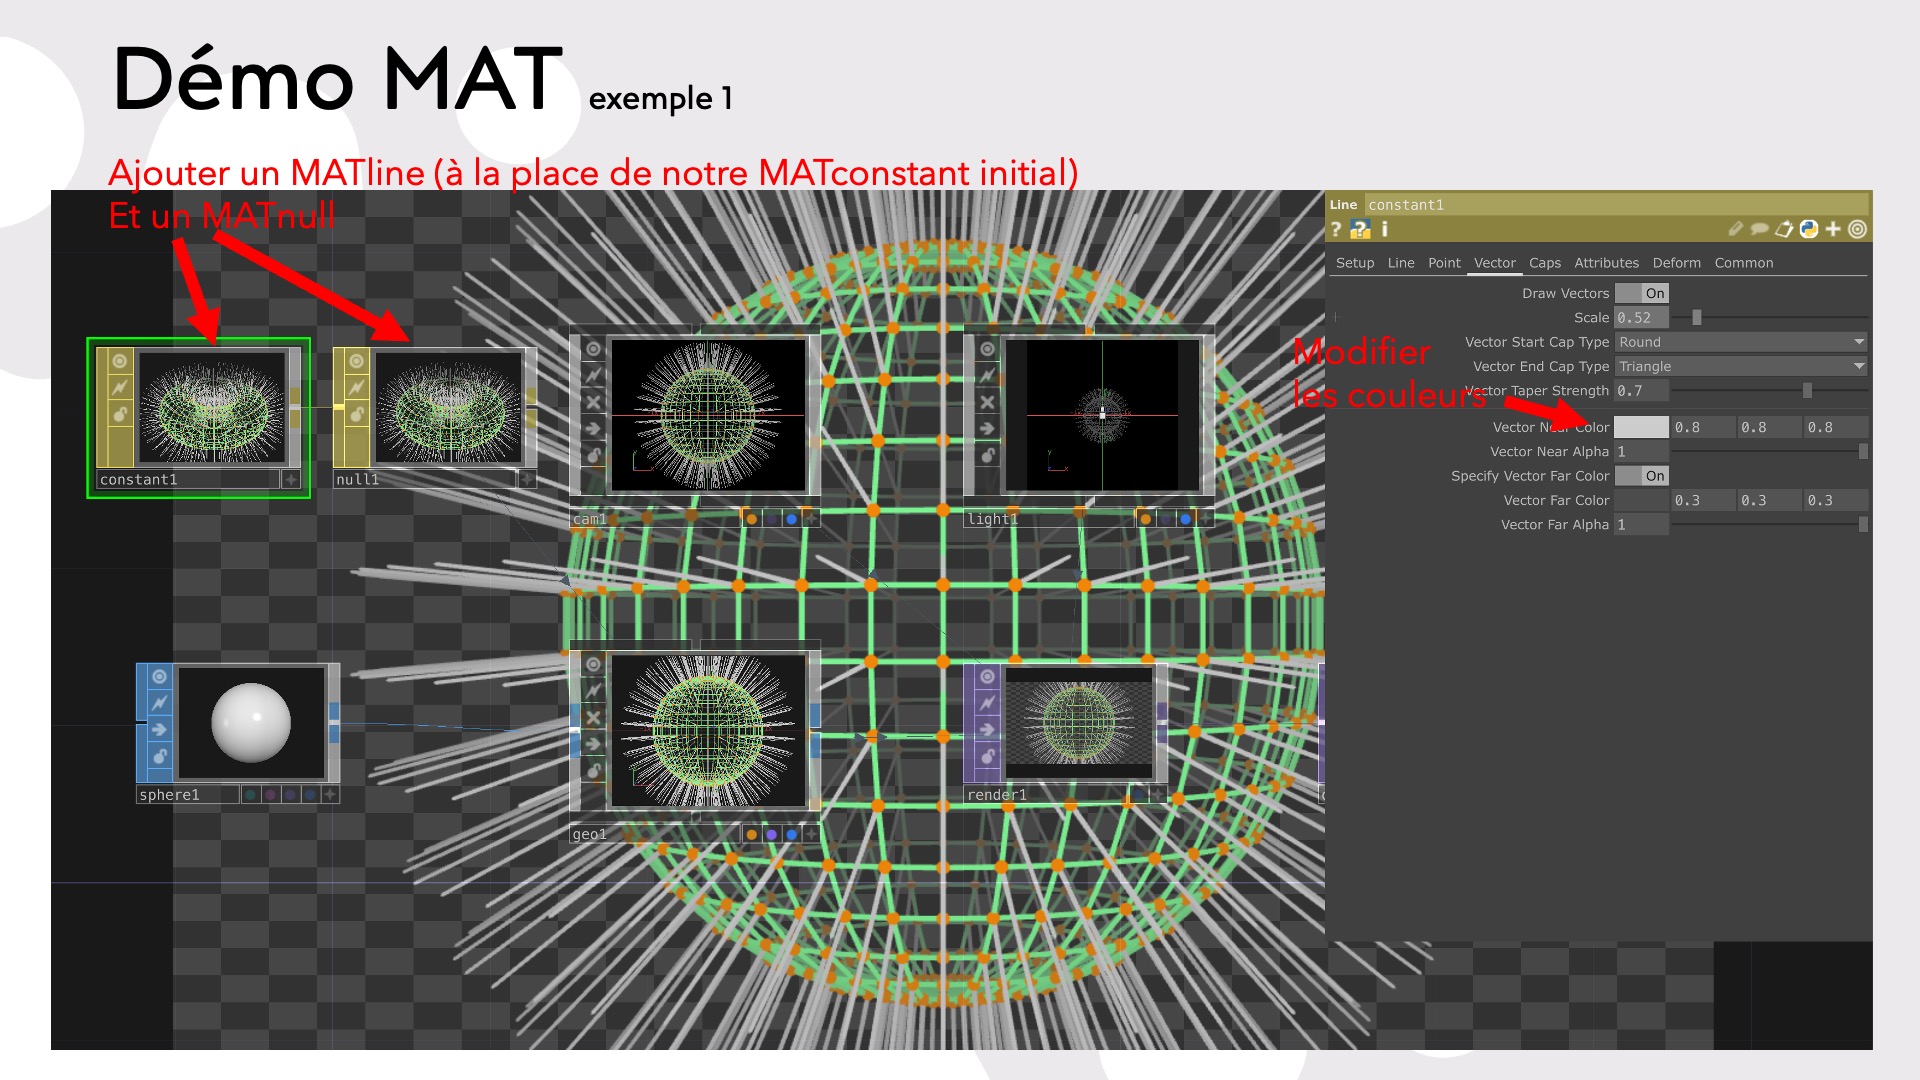 Démo MAT exemple 1
Ajouter un MATline (à la place de notre MATconstant initial)
Et un MATnull
constant1
null1
cam1
light1
sphere1
geo1
render1
Line constant1
? ? i
Setup Line Point Vector Caps Attributes Deform Common
Draw Vectors On
Scale 0.52
Vector Start Cap Type Round
Vector End Cap Type Triangle
Vector Taper Strength 0.7
Modifier
les couleurs
Vector Near Color 0.8 0.8 0.8
Vector Near Alpha 1
Specify Vector Far Color On
Vector Far Color 0.3 0.3 0.3
Vector Far Alpha 1